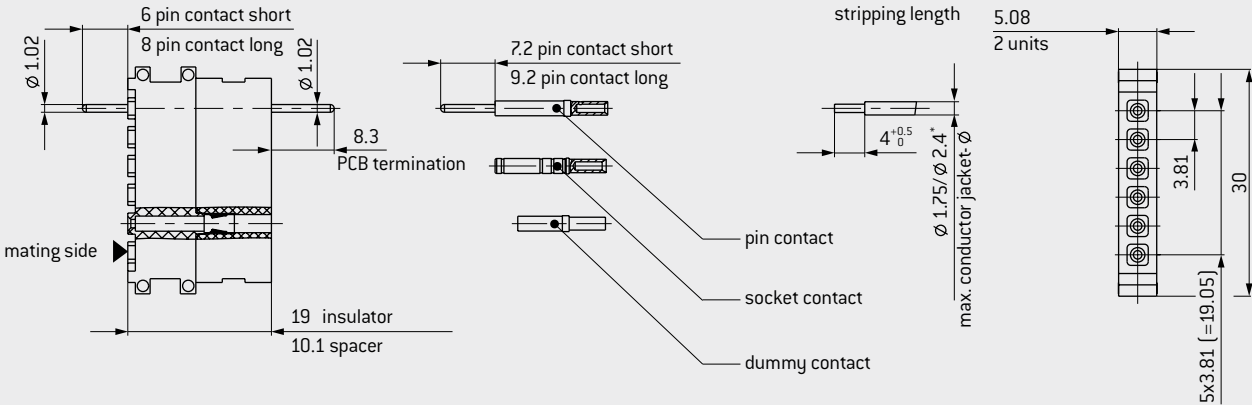 6 pin contact short
8 pin contact long
Ø 1.02
Ø 1.02
8.3
PCB termination
mating side
19 insulator
10.1 spacer
7.2 pin contact short
9.2 pin contact long
pin contact
socket contact
dummy contact
stripping length
4 +0.5 0
Ø 1.75/Ø 2.4*
max. conductor jacket- Ø
5.08
2 units
3.81
30
5x3.81 (=19.05)